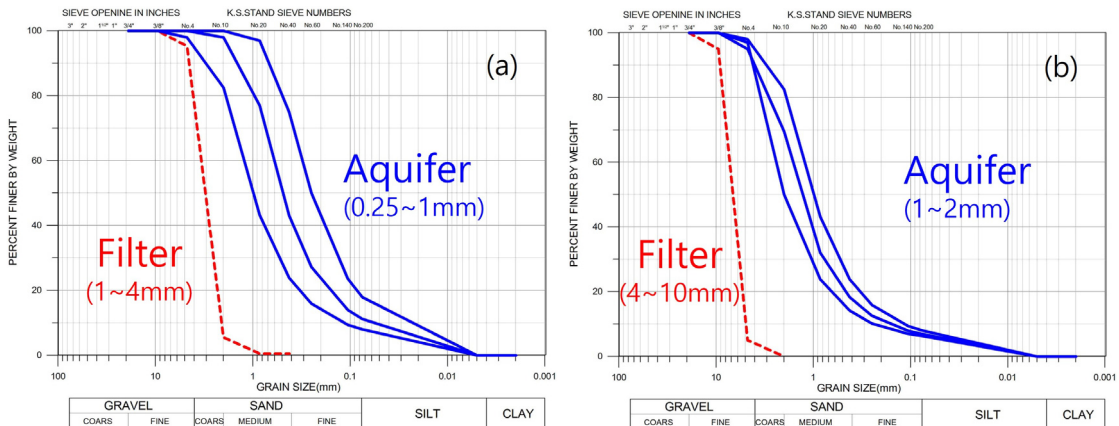 SIEVE OPENINE IN INCHES
K.S.STAND SIEVE NUMBERS
3" 2" 1¹/²" 1" 3/4" 3/8" No.4 No.10 No.20 No.40 No.60 No.140 No.200
100
80
60
40
20
0
PERCENT FINER BY WEIGHT
(a)
Aquifer
(0.25~1mm)
Filter
(1~4mm)
100 10 1 0.1 0.01 0.001
GRAIN SIZE(mm)
GRAVEL SAND SILT CLAY
COARS FINE COARS MEDIUM FINE
SIEVE OPENINE IN INCHES
K.S.STAND SIEVE NUMBERS
3" 2" 1¹/²" 1" 3/4" 3/8" No.4 No.10 No.20 No.40 No.60 No.140 No.200
100
80
60
40
20
0
PERCENT FINER BY WEIGHT
(b)
Aquifer
(1~2mm)
Filter
(4~10mm)
100 10 1 0.1 0.01 0.001
GRAIN SIZE(mm)
GRAVEL SAND SILT CLAY
COARS FINE COARS MEDIUM FINE